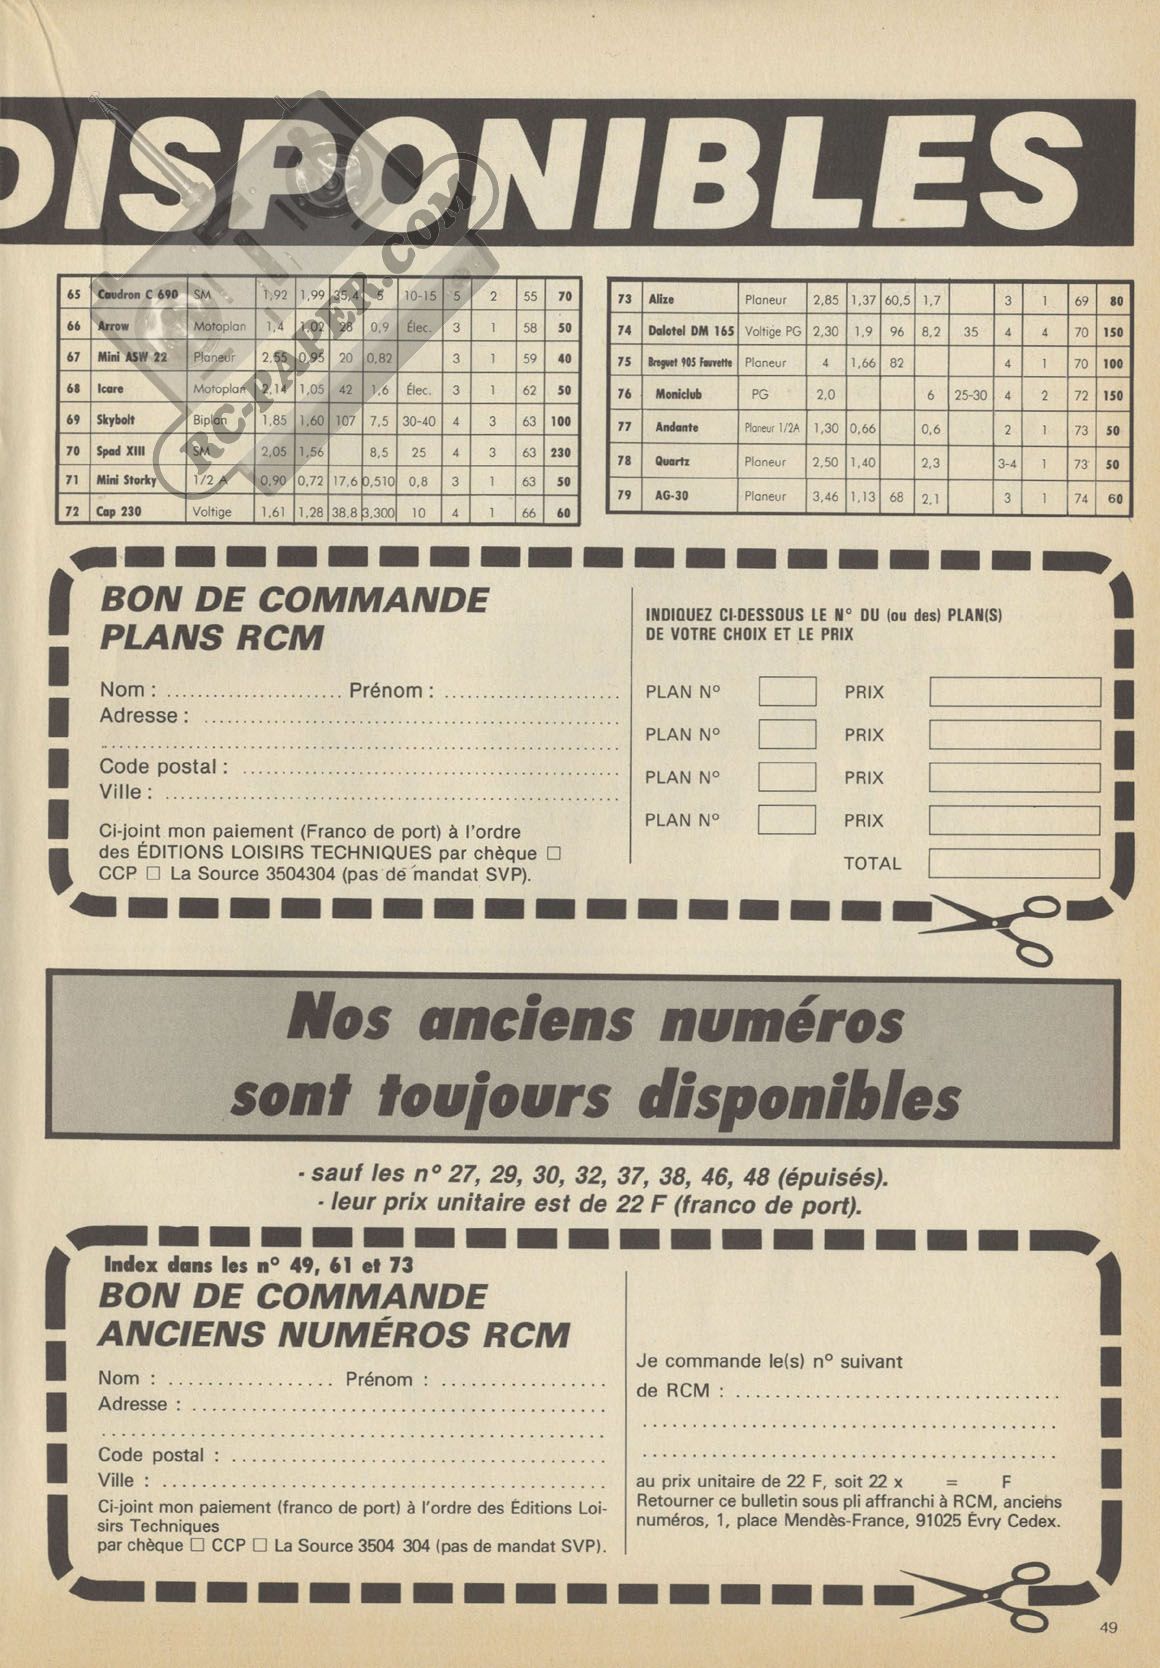 DISPONIBLES
RC-PAPER.COM
65 Caudron C 690 SM 1,92 1,99 35,4 5 10-15 5 2 55 70
66 Arrow Motoplan 1,4 1,02 28 0,9 Élec. 3 1 58 50
67 Mini ASW 22 Planeur 2,55 0,95 20 0,82 3 1 59 40
68 Icare Motoplan 2,14 1,05 42 1,6 Élec. 3 1 62 50
69 Skybolt Biplan 1,85 1,60 107 7,5 30-40 4 3 63 100
70 Spad XIII SM 2,05 1,56 8,5 25 4 3 63 230
71 Mini Storky 1/2 A 0,90 0,72 17,6 0,510 0,8 3 1 63 50
72 Cap 230 Voltige 1,61 1,28 38,8 3,300 10 4 1 66 60
73 Alize Planeur 2,85 1,37 60,5 1,7 3 1 69 80
74 Dalotel DM 165 Voltige PG 2,30 1,9 96 8,2 35 4 4 70 150
75 Breguet 905 Fauvette Planeur 4 1,66 82 4 1 70 100
76 Moniclub PG 2,0 6 25-30 4 2 72 150
77 Andante Planeur 1/2A 1,30 0,66 0,6 2 1 73 50
78 Quartz Planeur 2,50 1,40 2,3 3-4 1 73 50
79 AG-30 Planeur 3,46 1,13 68 2,1 3 1 74 60
BON DE COMMANDE
PLANS RCM
Nom : ...................... Prénom : ......................
Adresse : ....................................................
.................................................................
Code postal : ...............................................
Ville : .........................................................
Ci-joint mon paiement (Franco de port) à l'ordre
des ÉDITIONS LOISIRS TECHNIQUES par chèque □
CCP □ La Source 3504304 (pas de mandat SVP).
INDIQUEZ CI-DESSOUS LE N° DU (ou des) PLAN(S)
DE VOTRE CHOIX ET LE PRIX
PLAN N° PRIX
PLAN N° PRIX
PLAN N° PRIX
PLAN N° PRIX
TOTAL
Nos anciens numéros
sont toujours disponibles
- sauf les n° 27, 29, 30, 32, 37, 38, 46, 48 (épuisés).
- leur prix unitaire est de 22 F (franco de port).
Index dans les n° 49, 61 et 73
BON DE COMMANDE
ANCIENS NUMÉROS RCM
Nom : ................. Prénom : .................
Adresse : ..........................................
...................................................
Code postal : ......................................
Ville : ..............................................
Ci-joint mon paiement (franco de port) à l'ordre des Éditions Loi-
sirs Techniques
par chèque □ CCP □ La Source 3504 304 (pas de mandat SVP).
Je commande le(s) n° suivant
de RCM : .................................
..........................................
..........................................
au prix unitaire de 22 F, soit 22 x = F
Retourner ce bulletin sous pli affranchi à RCM, anciens
numéros, 1, place Mendès-France, 91025 Évry Cedex.
49